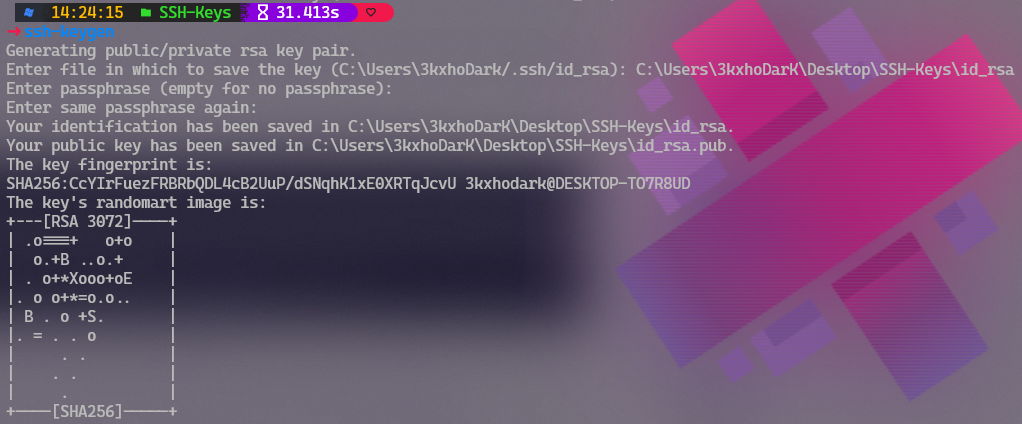 14:24:15 SSH-Keys 31.413s
→ssh-keygen
Generating public/private rsa key pair.
Enter file in which to save the key (C:\Users\3kxhoDark/.ssh/id_rsa): C:\Users\3kxhoDarK\Desktop\SSH-Keys\id_rsa
Enter passphrase (empty for no passphrase):
Enter same passphrase again:
Your identification has been saved in C:\Users\3kxhoDarK\Desktop\SSH-Keys\id_rsa.
Your public key has been saved in C:\Users\3kxhoDarK\Desktop\SSH-Keys\id_rsa.pub.
The key fingerprint is:
SHA256:CcYIrFuezFRBRbQDL4cB2UuP/dSNqhK1xE0XRTqJcvU 3kxhodark@DESKTOP-TO7R8UD
The key's randomart image is:
+---[RSA 3072]----+
| .o===+   o+o    |
|  o.+B ..o.+     |
| . o+*Xooo+oE    |
|. o o+*=o.o..    |
| B . o +S.       |
|. = . . o        |
|      . .        |
|     . .         |
|      .          |
+----[SHA256]-----+